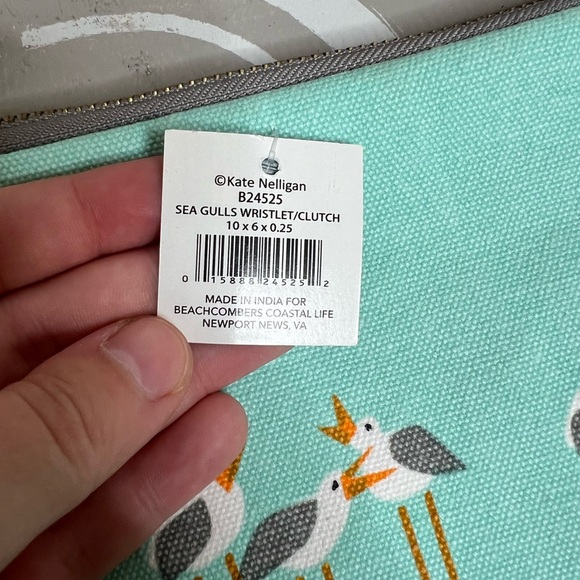 ©Kate Nelligan
B24525
SEA GULLS WRISTLET/CLUTCH
10 x 6 x 0.25
0 15888 24525 2
MADE IN INDIA FOR
BEACHCOMBERS COASTAL LIFE
NEWPORT NEWS, VA